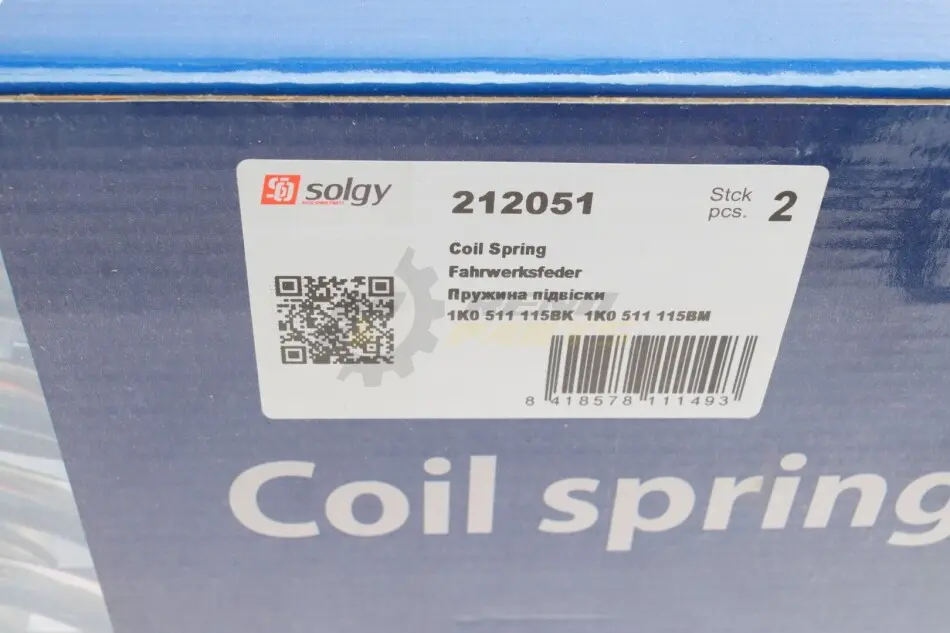 solgy
212051
Stck
pcs. 2
Coil Spring
Fahrwerksfeder
Пружина підвіски
1K0 511 115BK 1K0 511 115BM
8 418578 111493
Coil spring